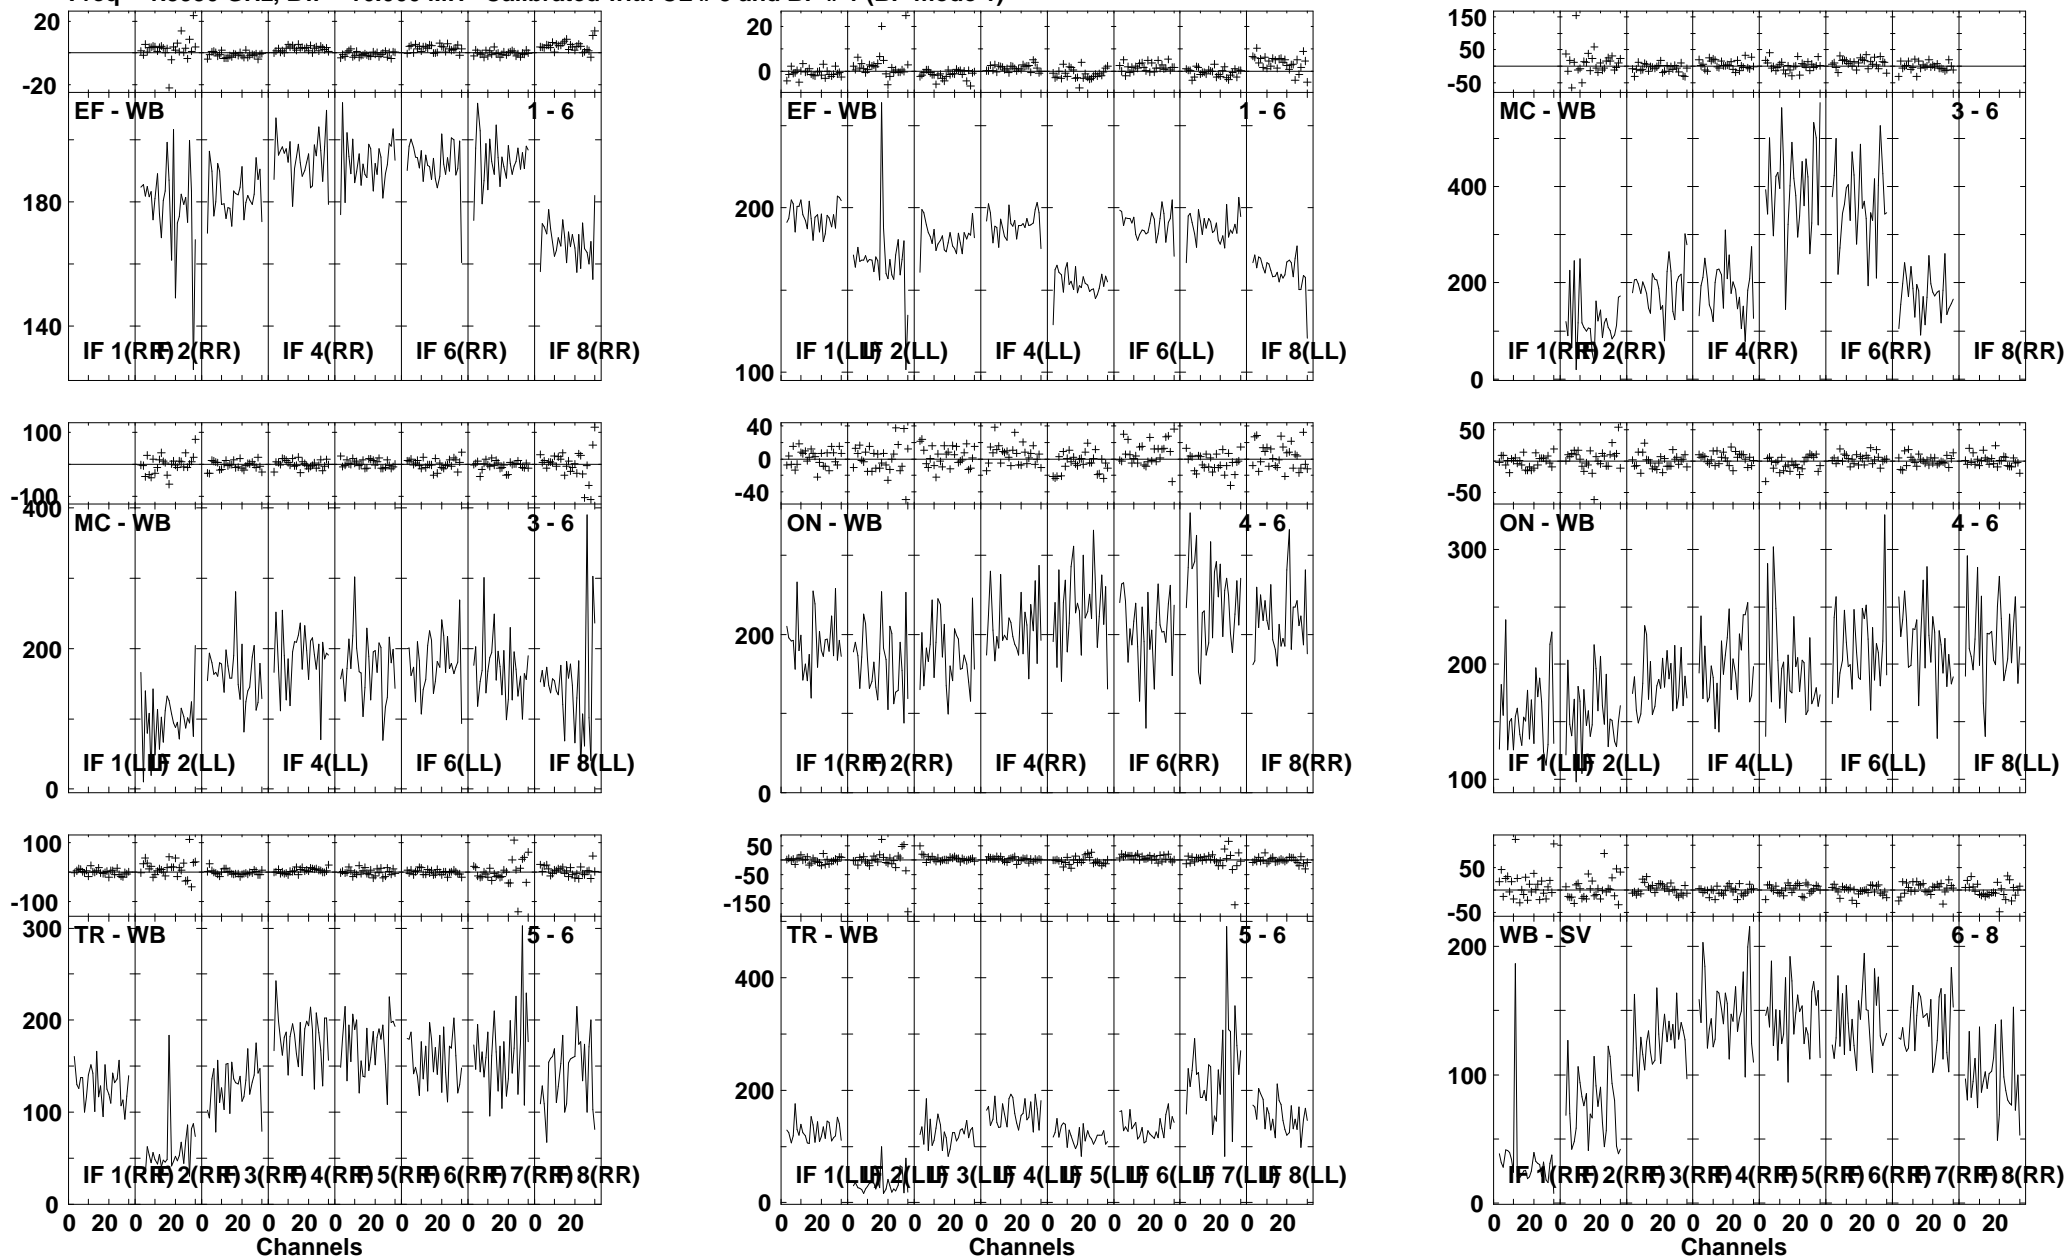 20
-20
EF - WB 1 - 6
180
140
IF 1(RR) IF 2(RR) IF 4(RR) IF 6(RR) IF 8(RR)
20
0
EF - WB 1 - 6
200
100
IF 1(LL) IF 2(LL) IF 4(LL) IF 6(LL) IF 8(LL)
150
50
-50
MC - WB 3 - 6
400
200
0
IF 1(RR) IF 2(RR) IF 4(RR) IF 6(RR) IF 8(RR)
100
-100
400
MC - WB 3 - 6
200
0
IF 1(LL) IF 2(LL) IF 4(LL) IF 6(LL) IF 8(LL)
40
0
-40
ON - WB 4 - 6
200
0
IF 1(RR) IF 2(RR) IF 4(RR) IF 6(RR) IF 8(RR)
50
-50
ON - WB 4 - 6
300
200
100
IF 1(LL) IF 2(LL) IF 4(LL) IF 6(LL) IF 8(LL)
100
-100
300
TR - WB 5 - 6
200
100
0
IF 1(RR) IF 2(RR) IF 3(RR) IF 4(RR) IF 5(RR) IF 6(RR) IF 7(RR) IF 8(RR)
0 20 0 20 0 20 0 20 0 20 0 20 0 20 0 20
Channels
50
-50
-150
TR - WB 5 - 6
400
200
0
IF 1(LL) IF 2(LL) IF 3(LL) IF 4(LL) IF 5(LL) IF 6(LL) IF 7(LL) IF 8(LL)
0 20 0 20 0 20 0 20 0 20 0 20 0 20 0 20
Channels
50
-50
WB - SV 6 - 8
200
100
0
IF 1(RR) IF 2(RR) IF 3(RR) IF 4(RR) IF 5(RR) IF 6(RR) IF 7(RR) IF 8(RR)
0 20 0 20 0 20 0 20 0 20 0 20 0 20 0 20
Channels